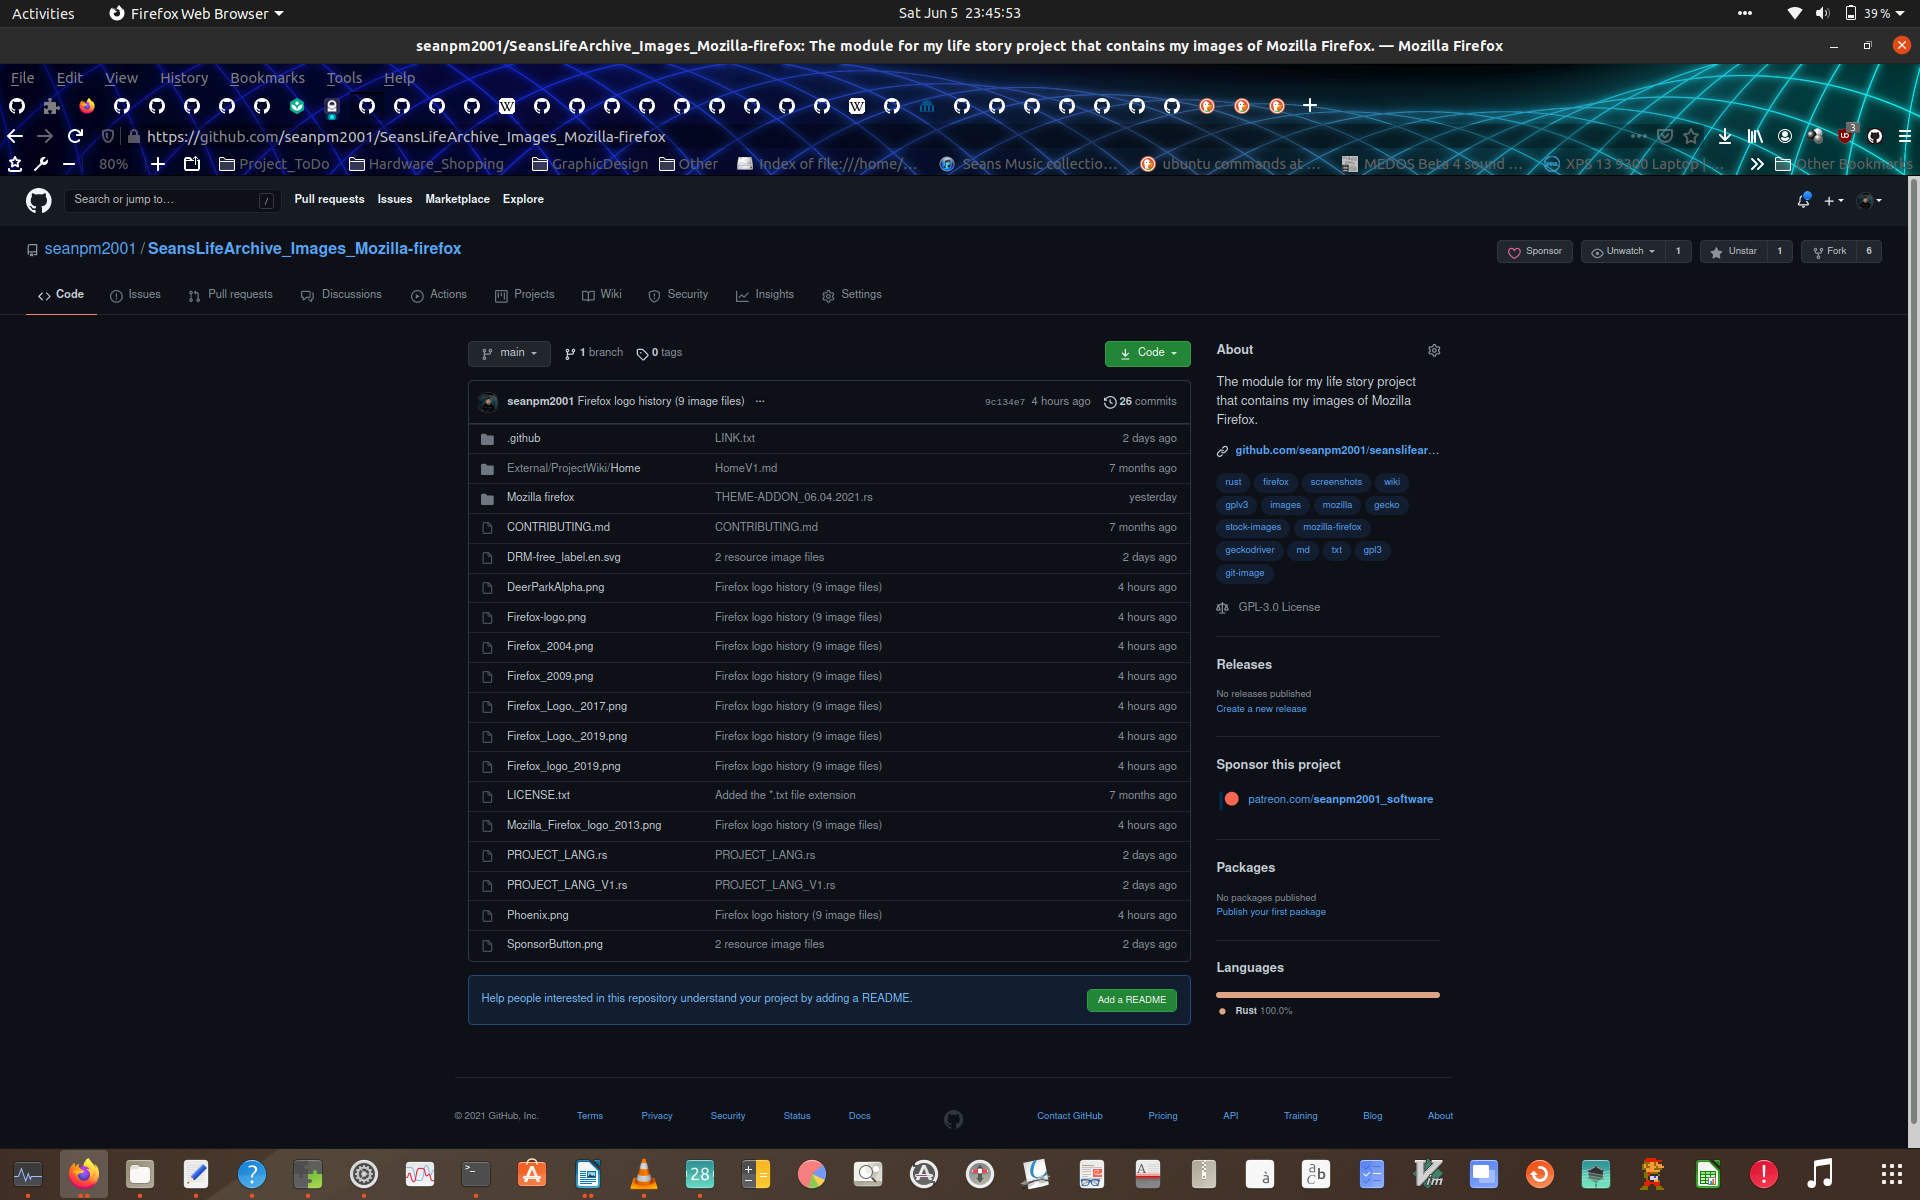 Activities
Firefox Web Browser
Sat Jun 5 23:45:53
39 %
seanpm2001/SeansLifeArchive_Images_Mozilla-firefox: The module for my life story project that contains my images of Mozilla Firefox. — Mozilla Firefox
File Edit View History Bookmarks Tools Help
https://github.com/seanpm2001/SeansLifeArchive_Images_Mozilla-firefox
3
80%
Project_ToDo
Hardware_Shopping
GraphicDesign
Other
Index of file:///home/...
Seans Music collectio...
ubuntu commands at ...
MEDOS Beta 4 sound ...
XPS 13 9300 Laptop | ...
Other Bookmarks
Search or jump to…
/
Pull requests
Issues
Marketplace
Explore
seanpm2001 / SeansLifeArchive_Images_Mozilla-firefox
Sponsor
Unwatch 1
Unstar 1
Fork 6
Code
Issues
Pull requests
Discussions
Actions
Projects
Wiki
Security
Insights
Settings
main
1 branch
0 tags
Code
seanpm2001 Firefox logo history (9 image files) ...
9c134e7 4 hours ago
26 commits
.github LINK.txt 2 days ago
External/ProjectWiki/Home HomeV1.md 7 months ago
Mozilla firefox THEME-ADDON_06.04.2021.rs yesterday
CONTRIBUTING.md CONTRIBUTING.md 7 months ago
DRM-free_label.en.svg 2 resource image files 2 days ago
DeerParkAlpha.png Firefox logo history (9 image files) 4 hours ago
Firefox-logo.png Firefox logo history (9 image files) 4 hours ago
Firefox_2004.png Firefox logo history (9 image files) 4 hours ago
Firefox_2009.png Firefox logo history (9 image files) 4 hours ago
Firefox_Logo,_2017.png Firefox logo history (9 image files) 4 hours ago
Firefox_Logo,_2019.png Firefox logo history (9 image files) 4 hours ago
Firefox_logo_2019.png Firefox logo history (9 image files) 4 hours ago
LICENSE.txt Added the *.txt file extension 7 months ago
Mozilla_Firefox_logo_2013.png Firefox logo history (9 image files) 4 hours ago
PROJECT_LANG.rs PROJECT_LANG.rs 2 days ago
PROJECT_LANG_V1.rs PROJECT_LANG_V1.rs 2 days ago
Phoenix.png Firefox logo history (9 image files) 4 hours ago
SponsorButton.png 2 resource image files 2 days ago
Help people interested in this repository understand your project by adding a README.
Add a README
About
The module for my life story project
that contains my images of Mozilla
Firefox.
github.com/seanpm2001/seanslifear...
rust firefox screenshots wiki
gplv3 images mozilla gecko
stock-images mozilla-firefox
geckodriver md txt gpl3
git-image
GPL-3.0 License
Releases
No releases published
Create a new release
Sponsor this project
patreon.com/seanpm2001_software
Packages
No packages published
Publish your first package
Languages
Rust 100.0%
© 2021 GitHub, Inc.
Terms
Privacy
Security
Status
Docs
Contact GitHub
Pricing
API
Training
Blog
About
28